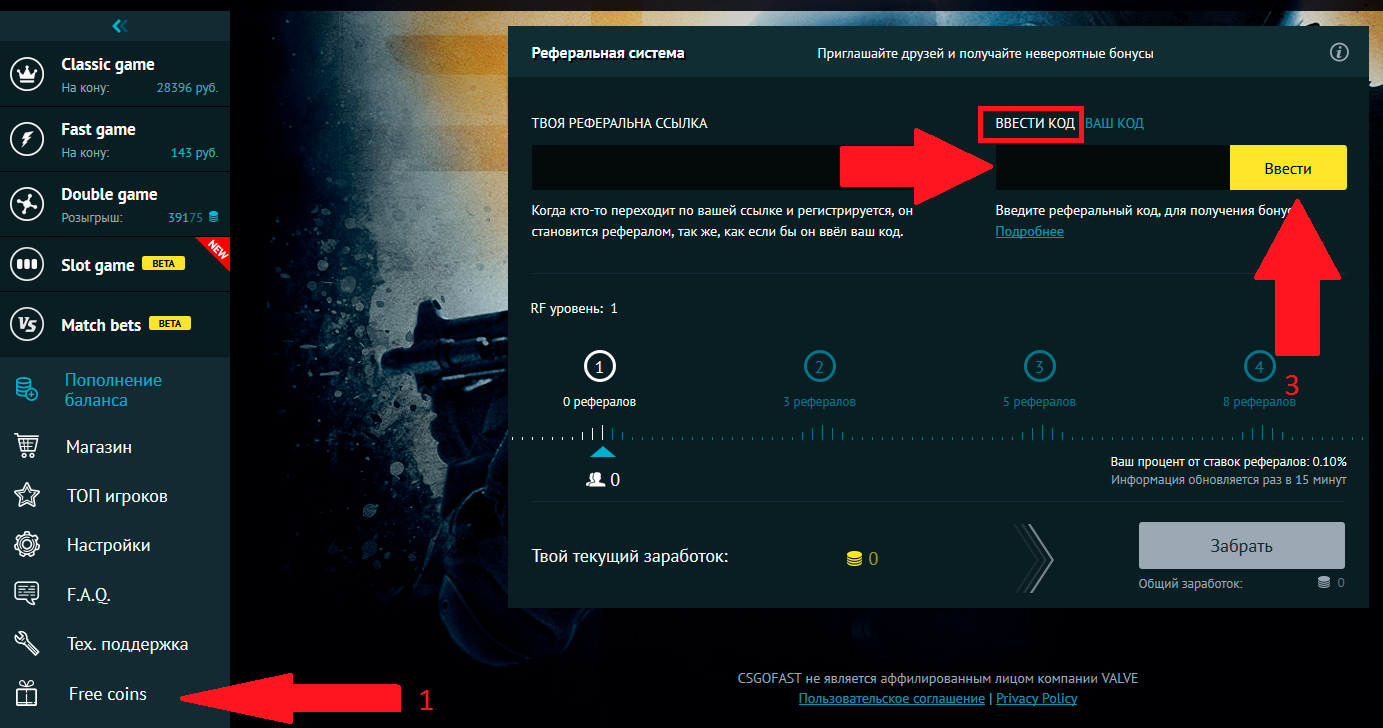 Classic game
На кону: 28396 руб.
Fast game
На кону: 143 руб.
Double game
Розыгрыш: 39175
NEW
Slot game BETA
Match bets BETA
Пополнение
баланса
Магазин
ТОП игроков
Настройки
F.A.Q.
Тех. поддержка
Free coins
1
Реферальная система
Приглашайте друзей и получайте невероятные бонусы
ТВОЯ РЕФЕРАЛЬНА ССЫЛКА
Когда кто-то переходит по вашей ссылке и регистрируется, он
становится рефералом, так же, как если бы он ввёл ваш код.
ВВЕСТИ КОД ВАШ КОД
Ввести
Введите реферальный код, для получения бону
Подробнее
3
RF уровень: 1
1 2 3 4
0 рефералов 3 рефералов 5 рефералов 8 рефералов
0
Ваш процент от ставок рефералов: 0.10%
Информация обновляется раз в 15 минут
Твой текущий заработок: 0
Забрать
Общий заработок: 0
CSGOFAST не является аффилированным лицом компании VALVE
Пользовательское соглашение | Privacy Policy